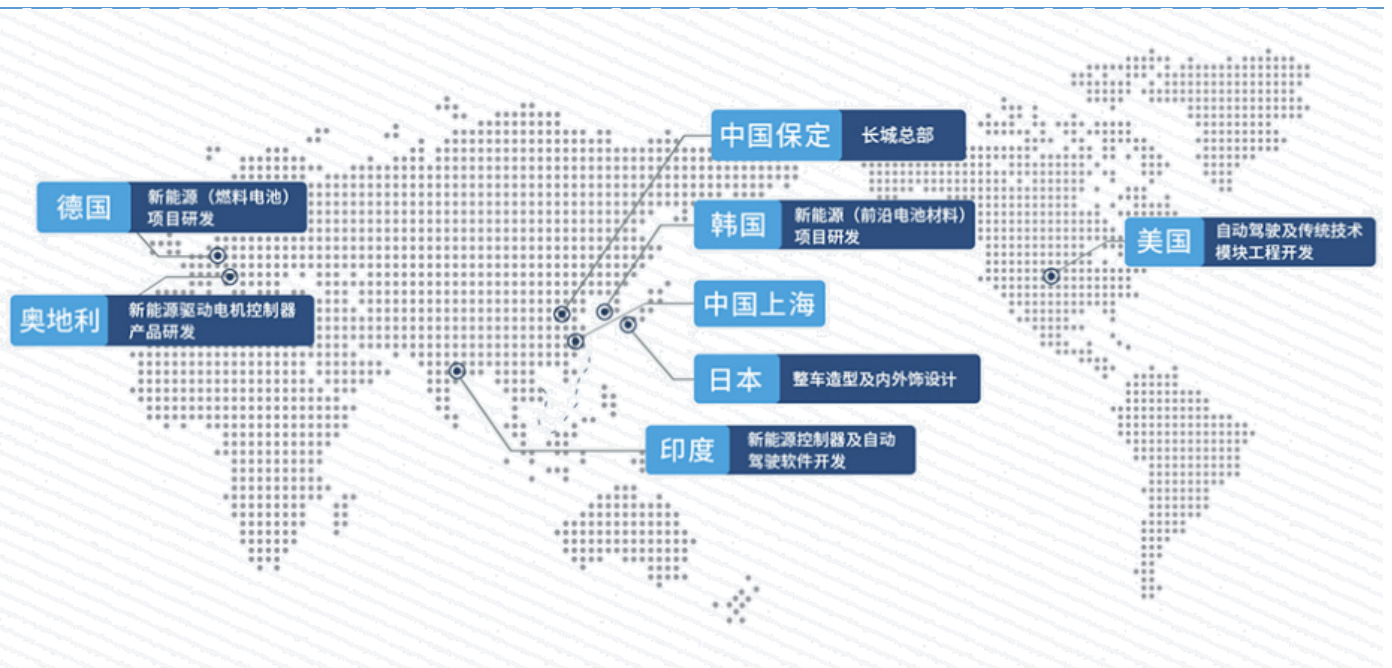 中国保定
长城总部
德国
新能源（燃料电池）
项目研发
韩国
新能源（前沿电池材料）
项目研发
美国
自动驾驶及传统技术
模块工程开发
奥地利
新能源驱动电机控制器
产品研发
中国上海
日本
整车造型及内外饰设计
印度
新能源控制器及自动
驾驶软件开发